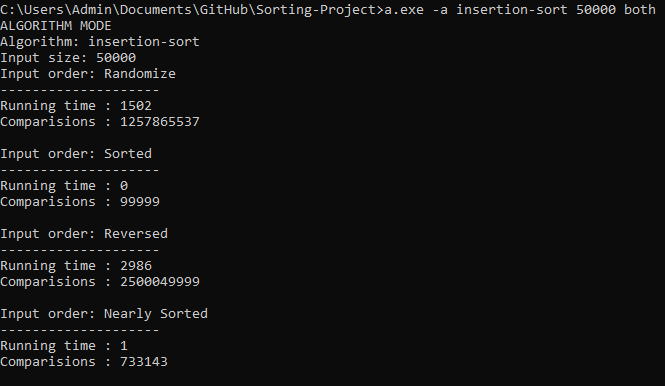 C:\Users\Admin\Documents\GitHub\Sorting-Project>a.exe -a insertion-sort 50000 both
ALGORITHM MODE
Algorithm: insertion-sort
Input size: 50000
Input order: Randomize
--------------------
Running time : 1502
Comparisions : 1257865537

Input order: Sorted
--------------------
Running time : 0
Comparisions : 99999

Input order: Reversed
--------------------
Running time : 2986
Comparisions : 2500049999

Input order: Nearly Sorted
--------------------
Running time : 1
Comparisions : 733143